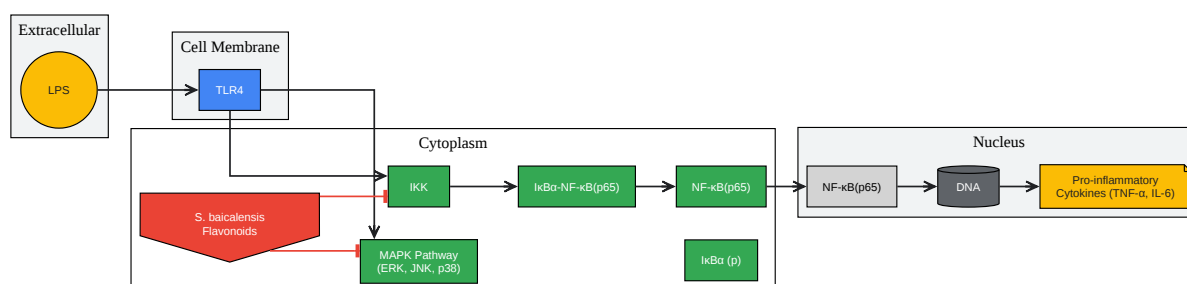 Extracellular
LPS
Cell Membrane
TLR4
Cytoplasm
IKK
IκBα-NF-κB(p65)
NF-κB(p65)
S. baicalensis
Flavonoids
MAPK Pathway
(ERK, JNK, p38)
IκBα (p)
Nucleus
NF-κB(p65)
DNA
Pro-inflammatory
Cytokines (TNF-α, IL-6)